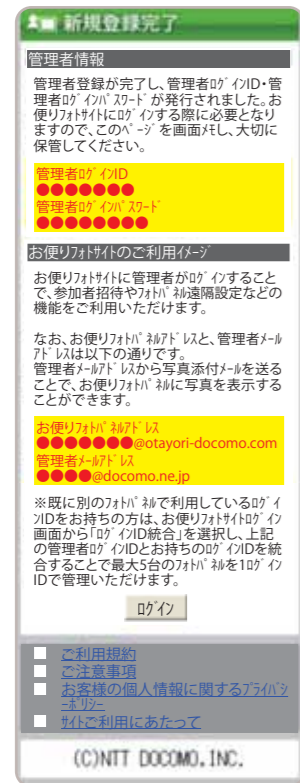 新規登録完了
管理者情報
管理者登録が完了し、管理者ﾛｸﾞｲﾝID・管
理者ﾛｸﾞｲﾝﾊﾟｽﾜｰﾄﾞが発行されました。お
便りﾌｫﾄｻｲﾄにﾛｸﾞｲﾝする際に必要となり
ますので、このﾍﾟｰｼﾞを画面ﾒﾓし、大切に
保管してください。
管理者ﾛｸﾞｲﾝID
●●●●●●●
管理者ﾛｸﾞｲﾝﾊﾟｽﾜｰﾄﾞ
●●●●●●●●
お便りﾌｫﾄｻｲﾄのご利用ｲﾒｰｼﾞ
お便りﾌｫﾄｻｲﾄに管理者がﾛｸﾞｲﾝすること
で、参加者招待やﾌｫﾄﾊﾟﾈﾙ遠隔設定などの
機能をご利用いただけます。
なお、お便りﾌｫﾄﾊﾟﾈﾙｱﾄﾞﾚｽと、管理者ﾒｰﾙ
ｱﾄﾞﾚｽは以下の通りです。
管理者ﾒｰﾙｱﾄﾞﾚｽから写真添付ﾒｰﾙを送る
ことで、お便りﾌｫﾄﾊﾟﾈﾙに写真を表示する
ことができます。
お便りﾌｫﾄﾊﾟﾈﾙｱﾄﾞﾚｽ
●●●●●●●@otayori-docomo.com
管理者ﾒｰﾙｱﾄﾞﾚｽ
●●●●@docomo.ne.jp
※既に別のﾌｫﾄﾊﾟﾈﾙで利用しているﾛｸﾞｲ
ﾝIDをお持ちの方は、お便りﾌｫﾄｻｲﾄﾛｸﾞｲﾝ
画面から「ﾛｸﾞｲﾝID統合」を選択し、上記
の管理者ﾛｸﾞｲﾝIDとお持ちのﾛｸﾞｲﾝIDを統
合することで最大5台のﾌｫﾄﾊﾟﾈﾙを1ﾛｸﾞｲﾝ
IDで管理いただけます。
ﾛｸﾞｲﾝ
ご利用規約
ご注意事項
お客様の個人情報に関するﾌﾟﾗｲﾊﾞｼ
ｰﾎﾟﾘｼｰ
ｻｲﾄご利用にあたって
(C)NTT DOCOMO,INC.